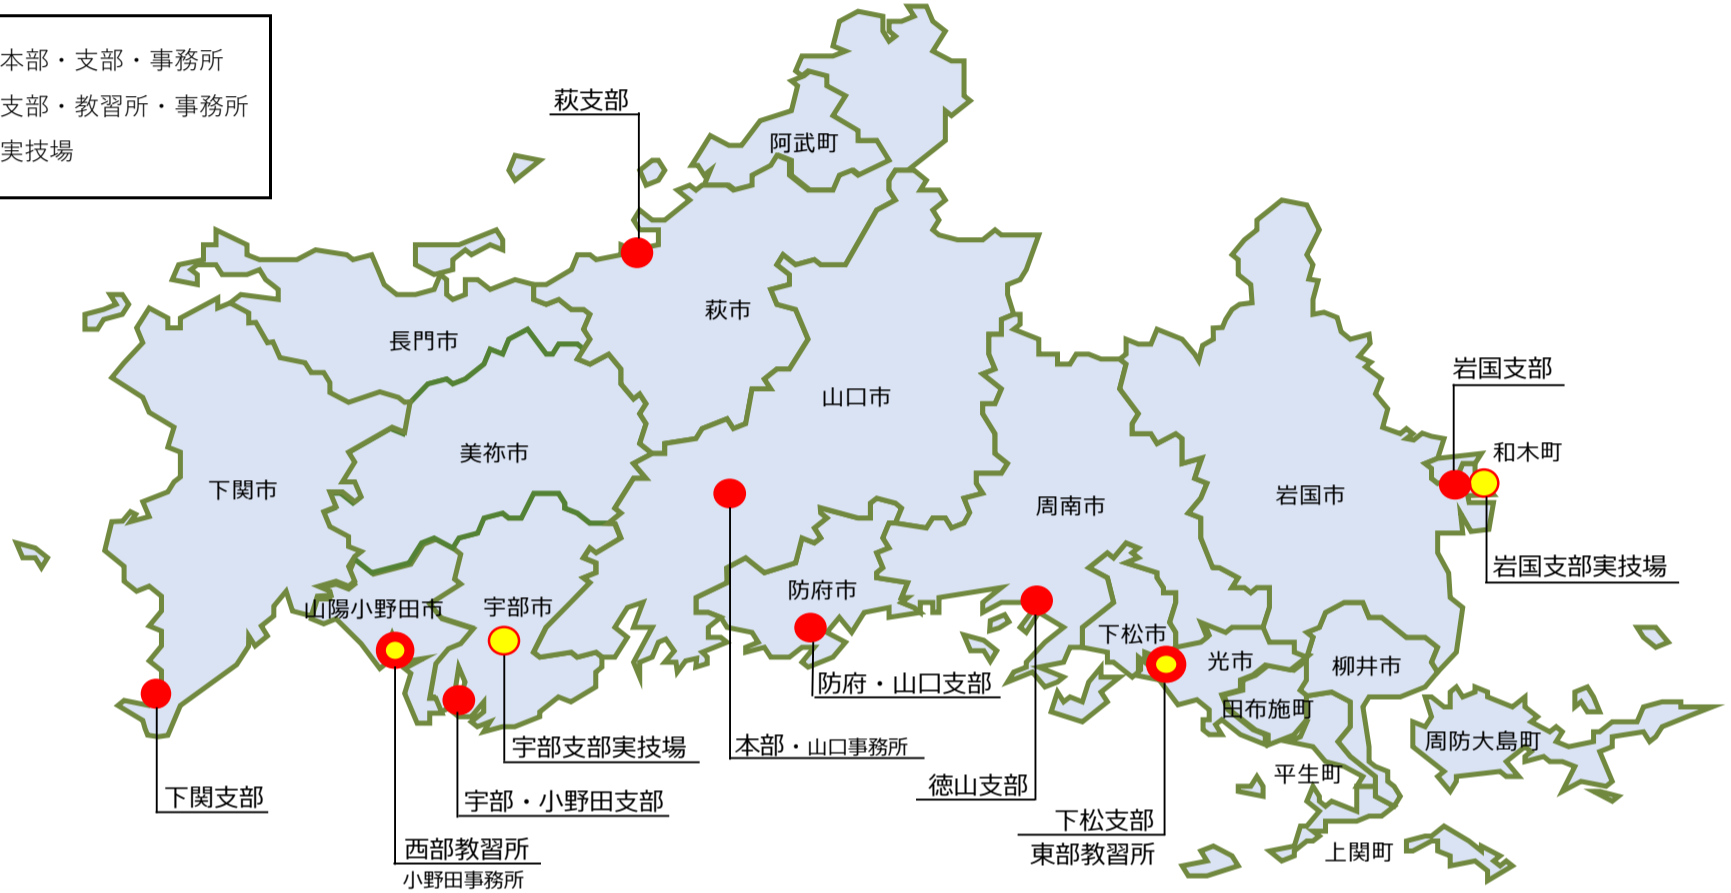 本部・支部・事務所
支部・教習所・事務所
実技場
萩支部
阿武町
萩市
長門市
山口市
岩国支部
和木町
美祢市
下関市
周南市
岩国市
岩国支部実技場
防府市
山陽小野田市
宇部市
下松市
光市
柳井市
防府・山口支部
田布施町
周防大島町
宇部支部実技場
本部・山口事務所
平生町
徳山支部
下関支部
宇部・小野田支部
下松支部
東部教習所
西部教習所
小野田事務所
上関町